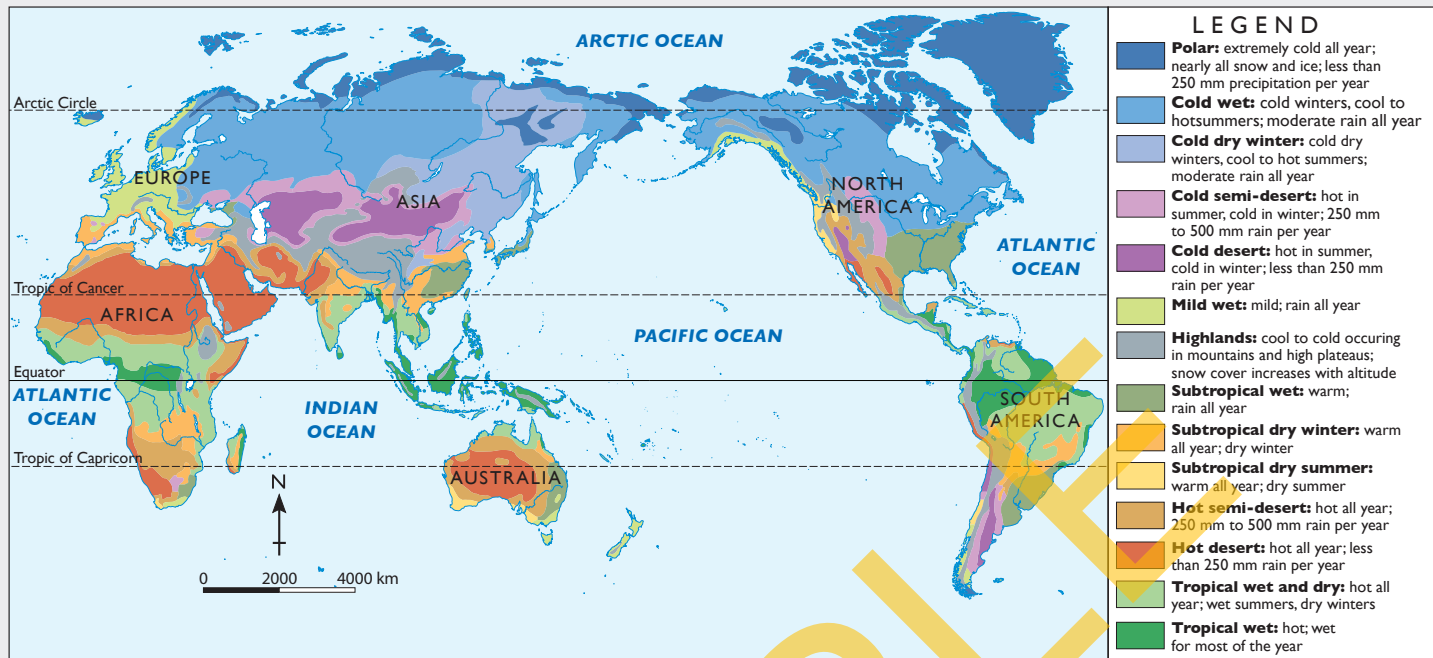 ARCTIC OCEAN
Arctic Circle
EUROPE
ASIA
NORTH
AMERICA
ATLANTIC
OCEAN
Tropic of Cancer
AFRICA
PACIFIC OCEAN
Equator
ATLANTIC
OCEAN
INDIAN
OCEAN
SOUTH
AMERICA
Tropic of Capricorn
AUSTRALIA
N
0 2000 4000 km
LEGEND
Polar: extremely cold all year;
nearly all snow and ice; less than
250 mm precipitation per year
Cold wet: cold winters, cool to
hotsummers; moderate rain all year
Cold dry winter: cold dry
winters, cool to hot summers;
moderate rain all year
Cold semi-desert: hot in
summer, cold in winter; 250 mm
to 500 mm rain per year
Cold desert: hot in summer,
cold in winter; less than 250 mm
rain per year
Mild wet: mild; rain all year
Highlands: cool to cold occuring
in mountains and high plateaus;
snow cover increases with altitude
Subtropical wet: warm;
rain all year
Subtropical dry winter: warm
all year; dry winter
Subtropical dry summer:
warm all year; dry summer
Hot semi-desert: hot all year;
250 mm to 500 mm rain per year
Hot desert: hot all year; less
than 250 mm rain per year
Tropical wet and dry: hot all
year; wet summers, dry winters
Tropical wet: hot; wet
for most of the year